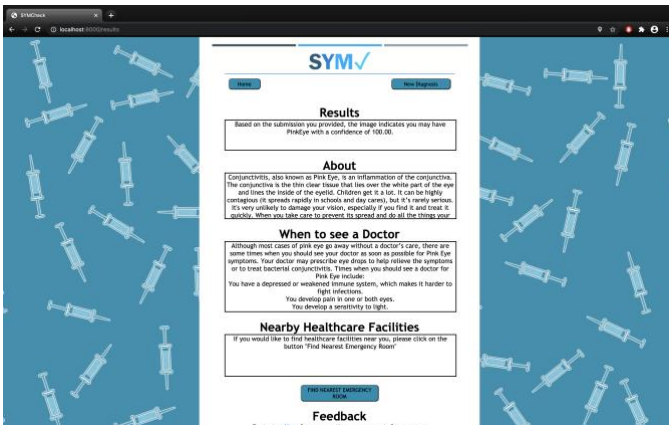 SYMCheck
localhost:8000/results
SYM✓
Home
New Diagnosis
Results
Based on the submission you provided, the image indicates you may have
PinkEye with a confidence of 100.00.
About
Conjunctivitis, also known as Pink Eye, is an inflammation of the conjunctiva.
The conjunctiva is the thin clear tissue that lies over the white part of the eye
and lines the inside of the eyelid. Children get it a lot. It can be highly
contagious (it spreads rapidly in schools and day cares), but it's rarely serious.
It's very unlikely to damage your vision, especially if you find it and treat it
quickly. When you take care to prevent its spread and do all the things your
When to see a Doctor
Although most cases of pink eye go away without a doctor's care, there are
some times when you should see your doctor as soon as possible for Pink Eye
symptoms. Your doctor may prescribe eye drops to help relieve the symptoms
or to treat bacterial conjunctivitis. Times when you should see a doctor for
Pink Eye include:
You have a depressed or weakened immune system, which makes it harder to
fight infections.
You develop pain in one or both eyes.
You develop a sensitivity to light.
Nearby Healthcare Facilities
If you would like to find healthcare facilities near you, please click on the
button "Find Nearest Emergency Room"
FIND NEAREST EMERGENCY
ROOM
Feedback